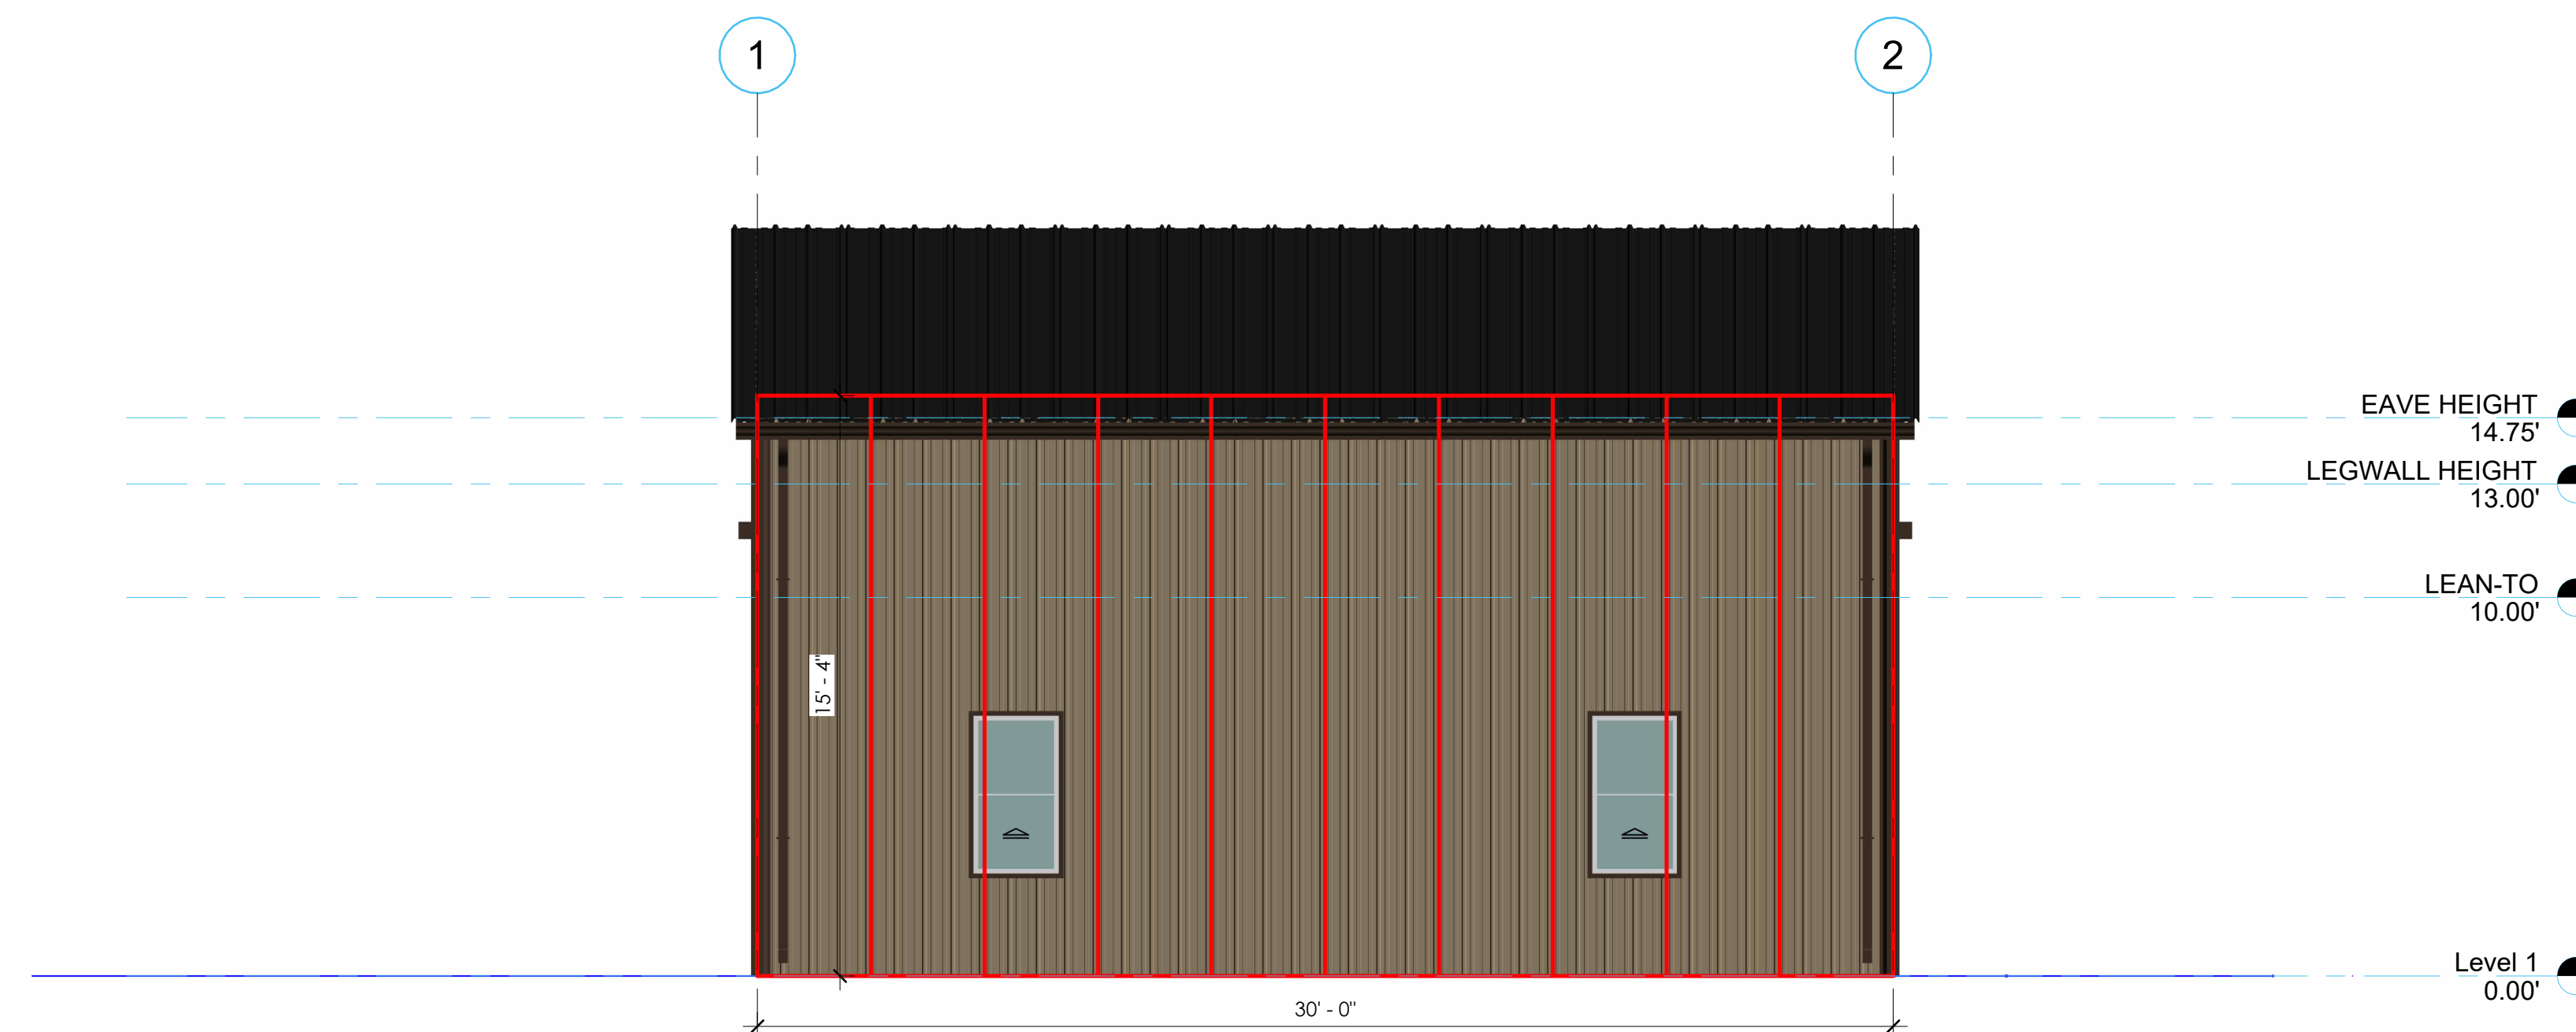 1
2
EAVE HEIGHT
14.75'
LEGWALL HEIGHT
13.00'
LEAN-TO
10.00'
15' - 4"
Level 1
0.00'
30' - 0"